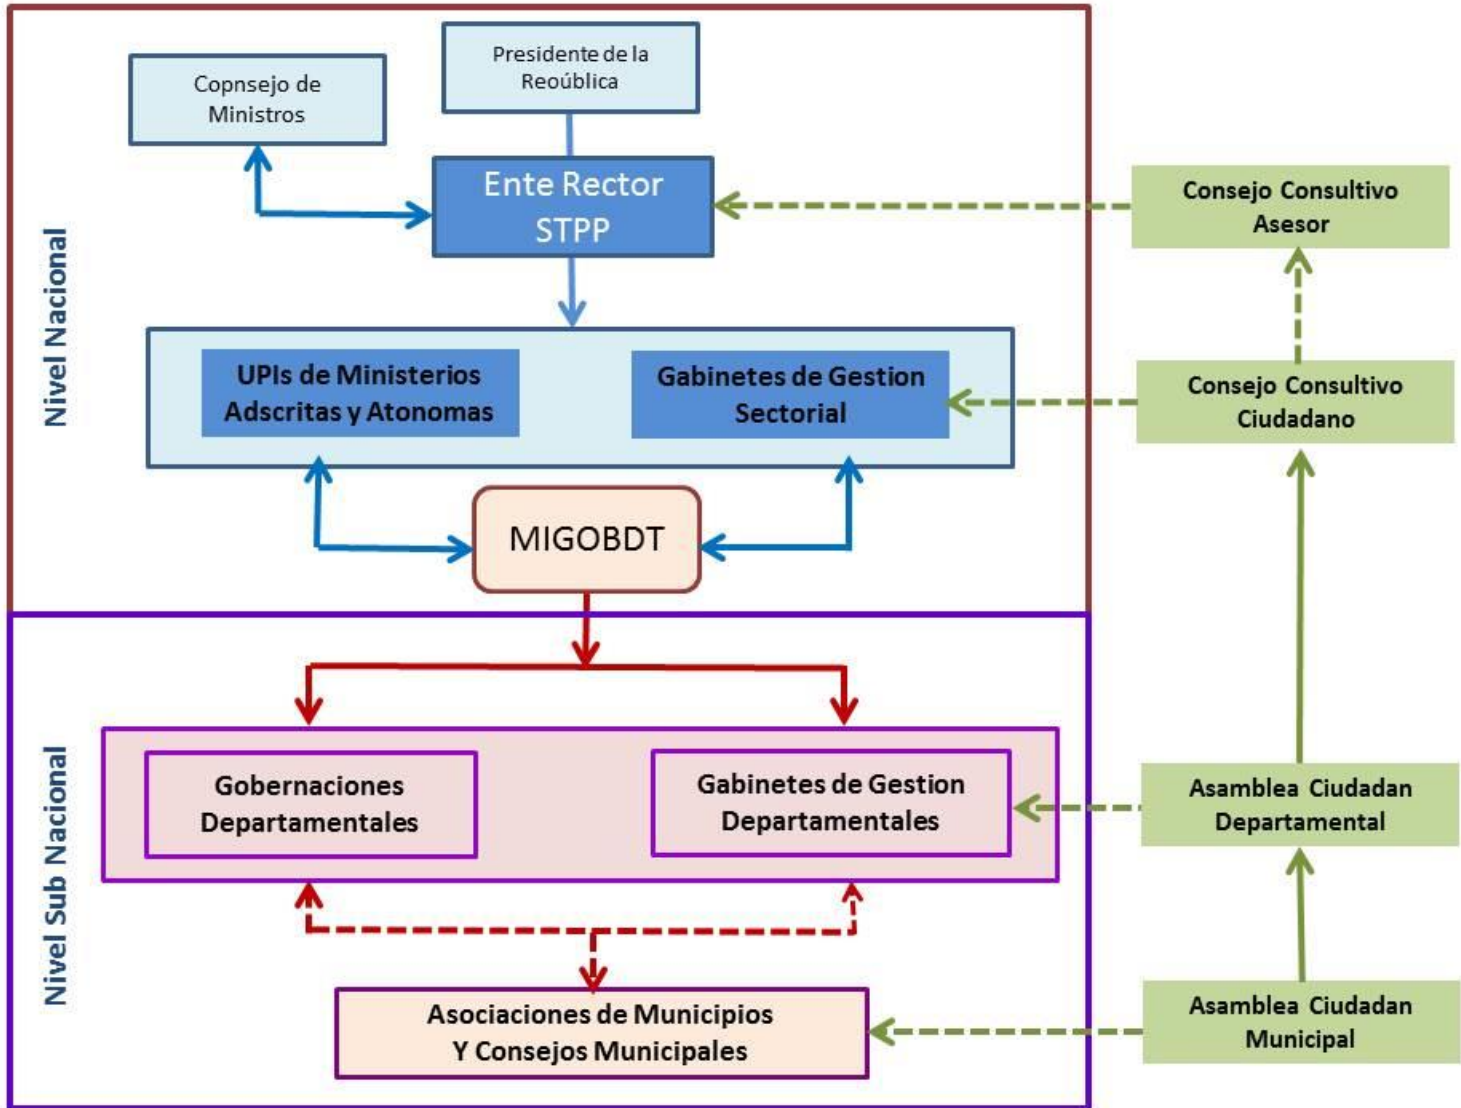 Presidente de la
Reoública
Copnsejo de
Ministros
Ente Rector
STPP
Consejo Consultivo
Asesor
Nivel Nacional
UPIs de Ministerios
Adscritas y Atonomas
Gabinetes de Gestion
Sectorial
Consejo Consultivo
Ciudadano
MIGOBDT
Nivel Sub Nacional
Gobernaciones
Departamentales
Gabinetes de Gestion
Departamentales
Asamblea Ciudadan
Departamental
Asociaciones de Municipios
Y Consejos Municipales
Asamblea Ciudadan
Municipal